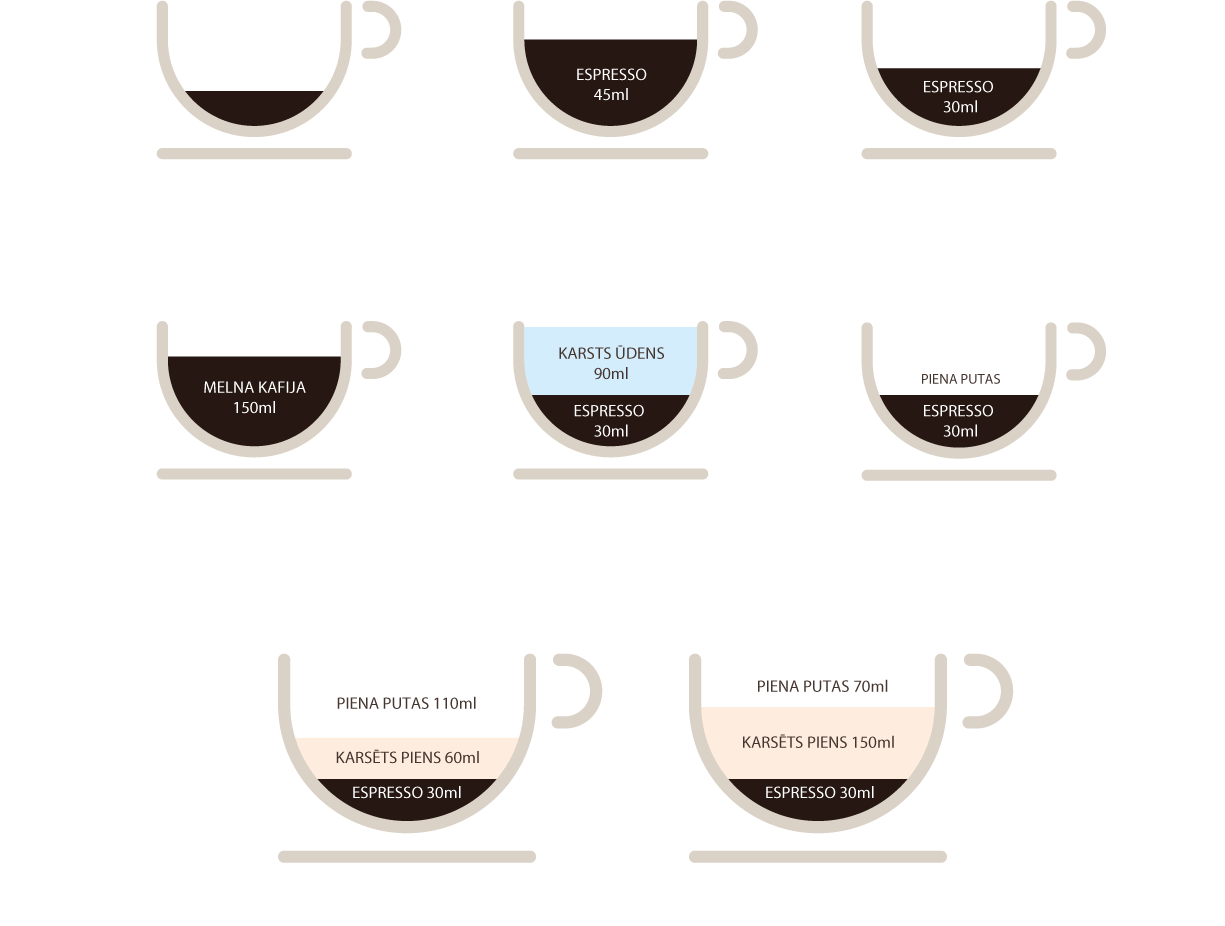 ESPRESSO
45ml
ESPRESSO
30ml
MELNA KAFIJA
150ml
KARSTS ŪDENS
90ml
ESPRESSO
30ml
PIENA PUTAS
ESPRESSO
30ml
PIENA PUTAS 110ml
KARSĒTS PIENS 60ml
ESPRESSO 30ml
PIENA PUTAS 70ml
KARSĒTS PIENS 150ml
ESPRESSO 30ml